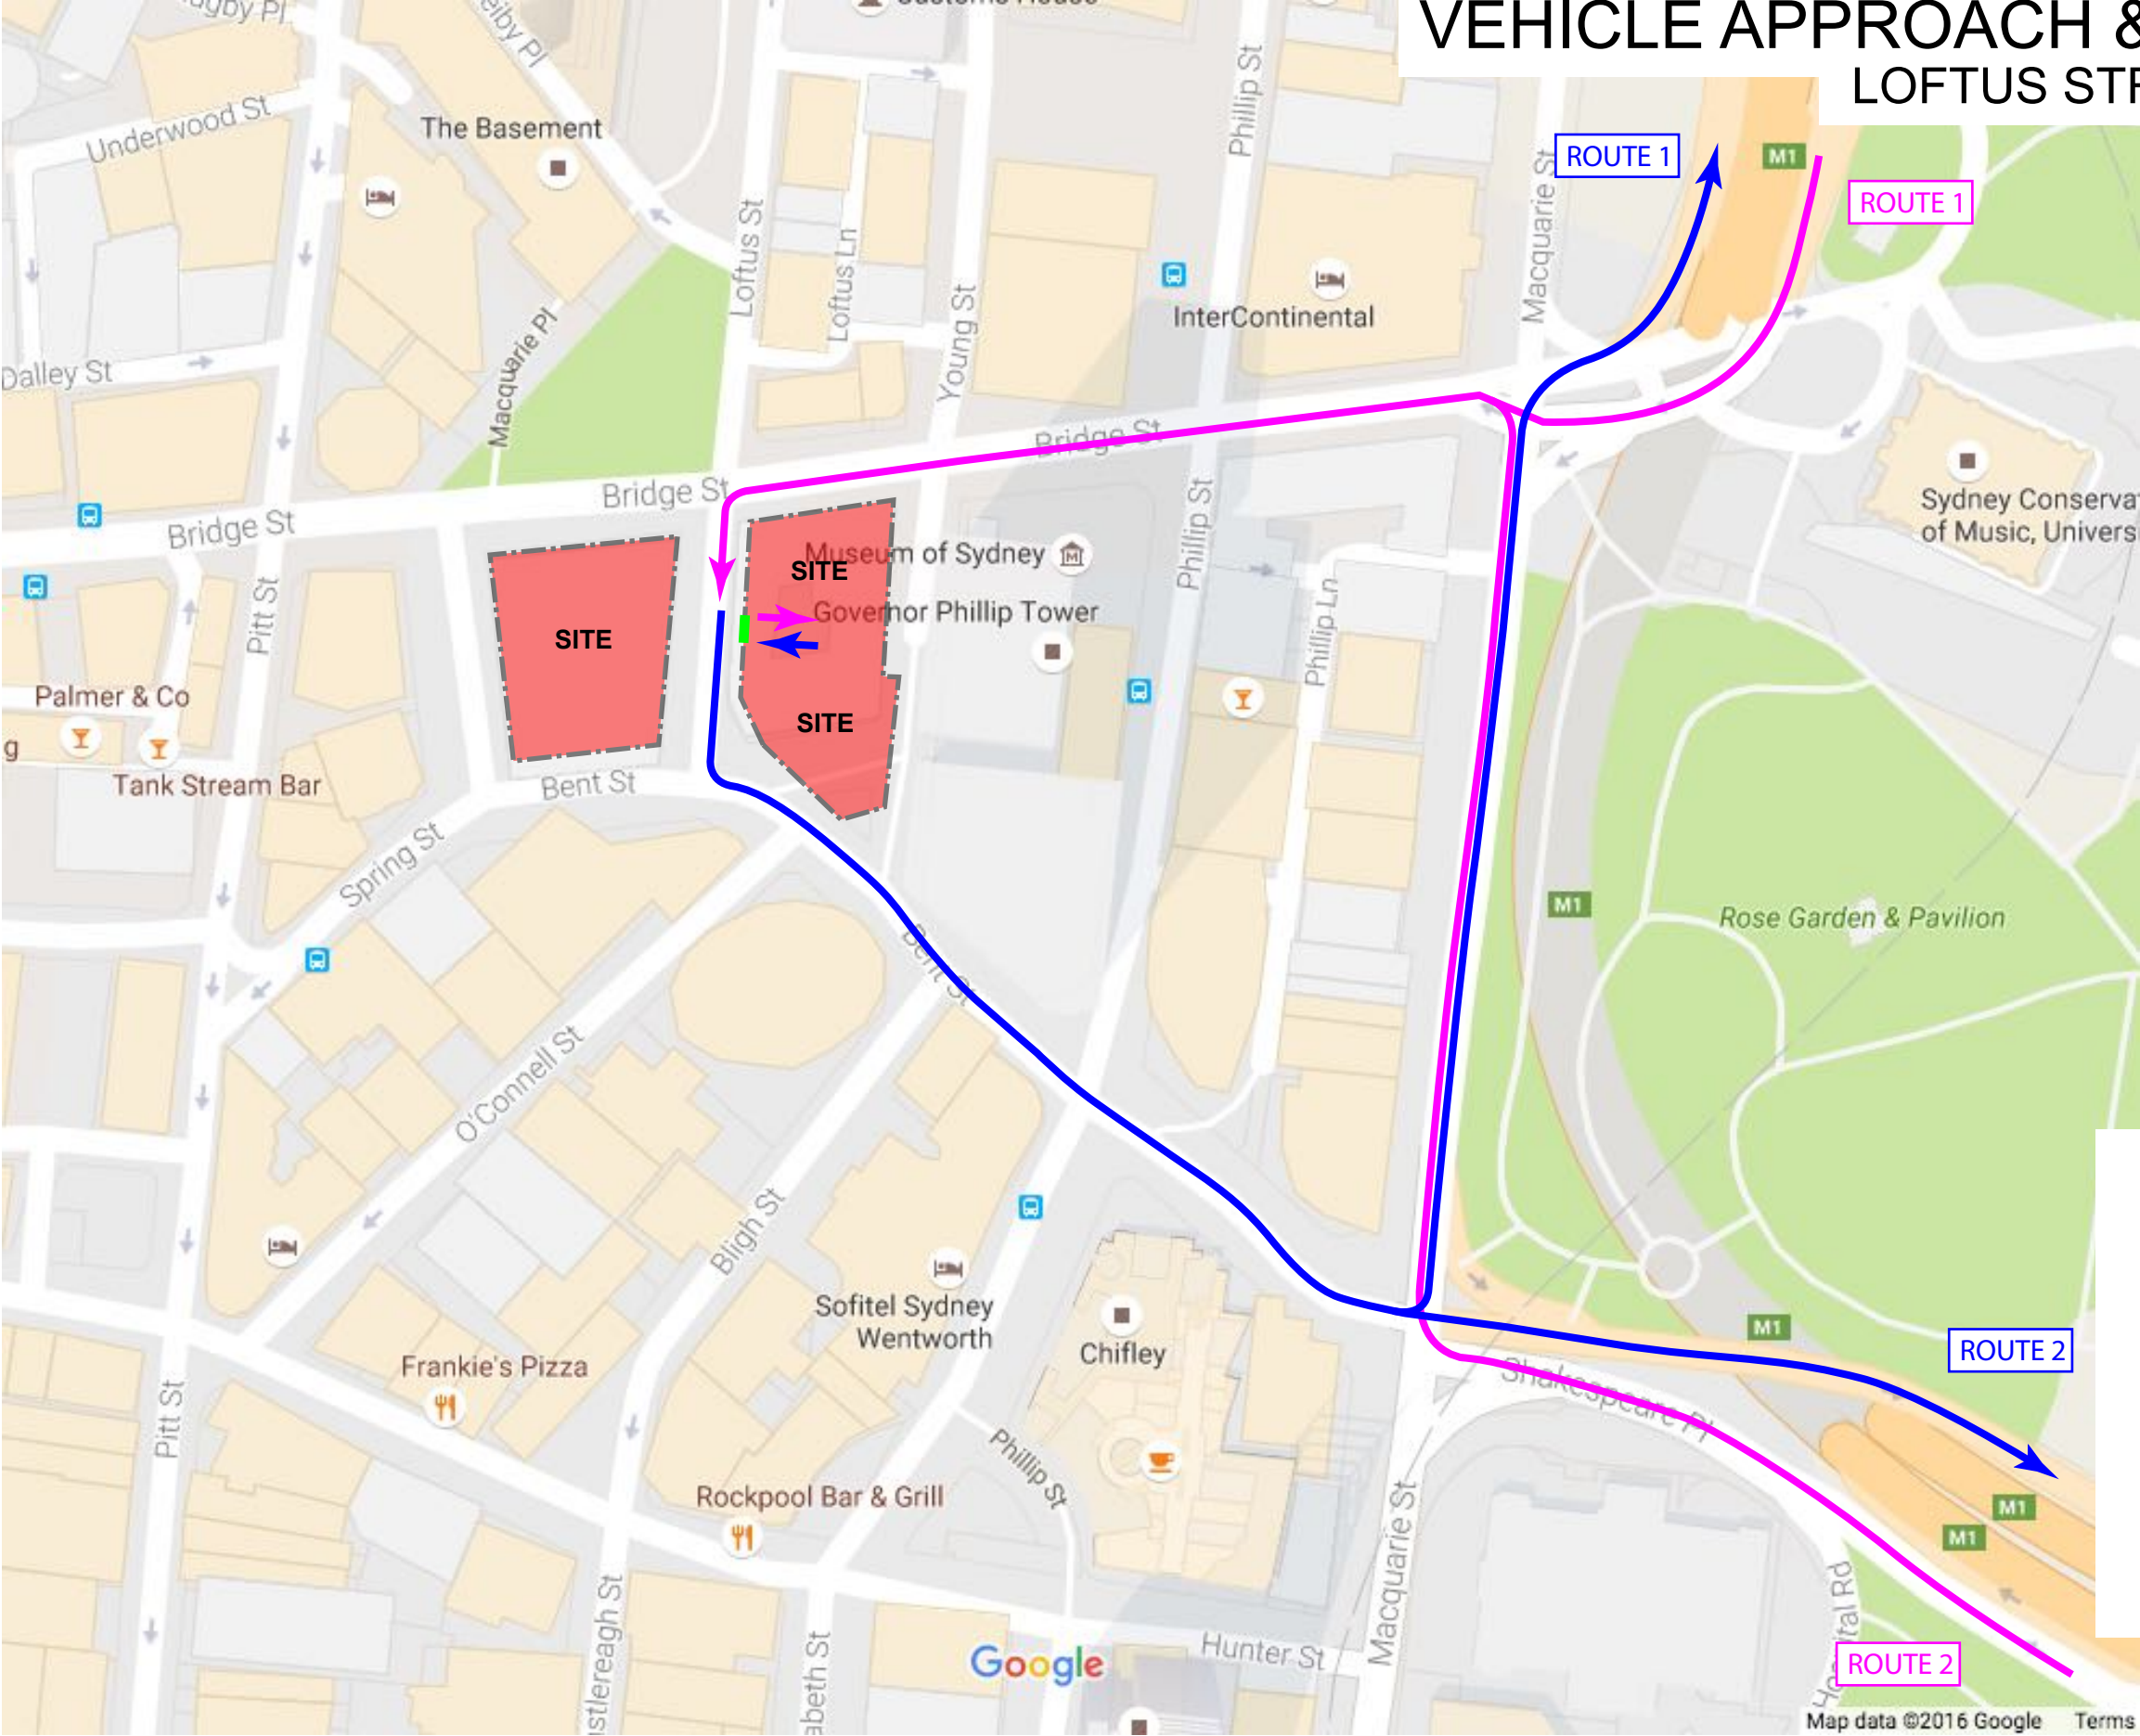 VEHICLE APPROACH &
LOFTUS STR
Underwood St
The Basement
Phillip St
Loftus St
Loftus Ln
Young St
Macquarie St
ROUTE 1
M1
ROUTE 1
InterContinental
Dalley St
Macquarie Pl
Bridge St
Bridge St
Bridge St
Pitt St
Phillip St
Sydney Conserva
of Music, Univers
Museum of Sydney
SITE
Governor Phillip Tower
SITE
SITE
Phillip Ln
Palmer & Co
g
Tank Stream Bar
Bent St
Spring St
M1
Rose Garden & Pavilion
Bent St
O'Connell St
Bligh St
Sofitel Sydney
Wentworth
Chifley
M1
ROUTE 2
Shakespeare Pl
Frankie's Pizza
Pitt St
Phillip St
Rockpool Bar & Grill
Macquarie St
M1
M1
stlereagh St
abeth St
Google
Hunter St
ROUTE 2
Map data ©2016 Google
Terms